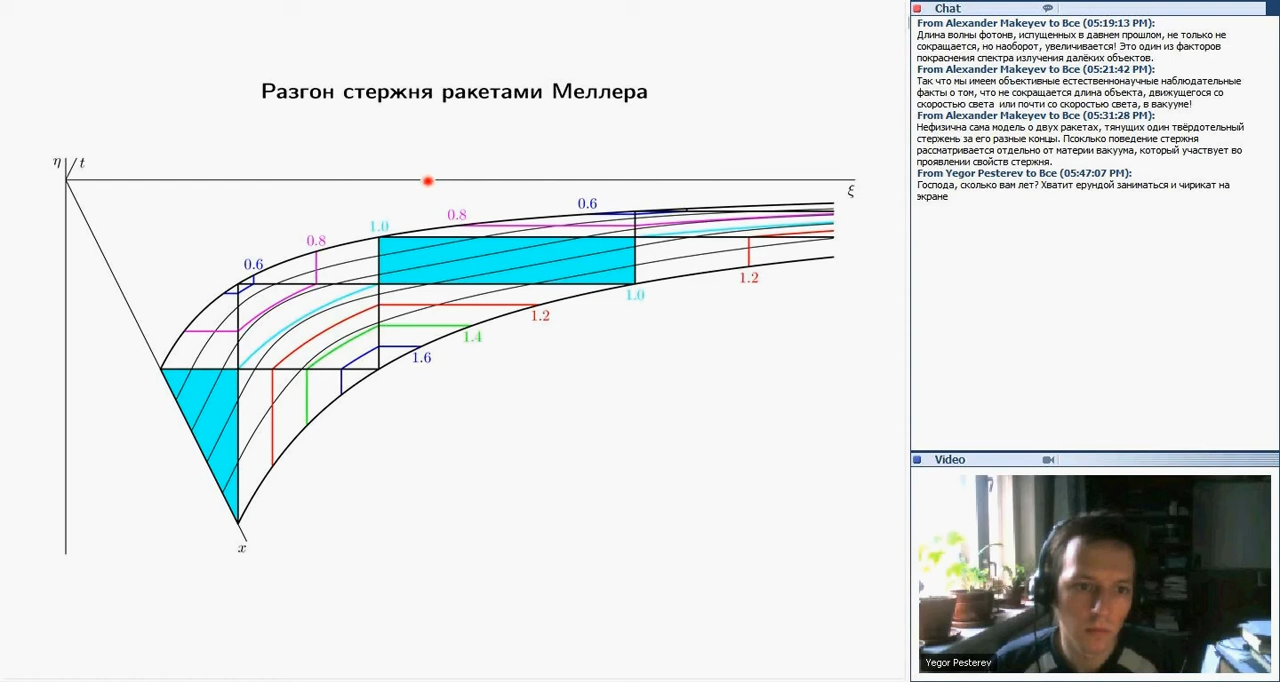 Разгон стержня ракетами Меллера
η
t
ξ
0.6
0.8
1.0
0.8
0.6
1.2
1.0
1.2
1.4
1.6
x
Chat
From Alexander Makeyev to Все (05:19:13 PM):
Длина волны фотонв, испущенных в давнем прошлом, не только не
сокращается, но наоборот, увеличивается! Это один из факторов
покраснения спектра излучения далёких объектов.
From Alexander Makeyev to Все (05:21:42 PM):
Так что мы имеем объективные естественнонаучные наблюдательные
факты о том, что не сокращается длина объекта, движущегося со
скоростью света или почти со скоростью света, в вакууме!
From Alexander Makeyev to Все (05:31:28 PM):
Нефизична сама модель о двух ракетах, тянущих один твёрдотельный
стержень за его разные концы. Псоклько поведение стержня
рассматривается отдельно от материи вакуума, который участвует во
проявлении свойств стержня.
From Yegor Pesterev to Все (05:47:07 PM):
Господа, сколько вам лет? Хватит ерундой заниматься и чирикат на
экране
Video
Yegor Pesterev